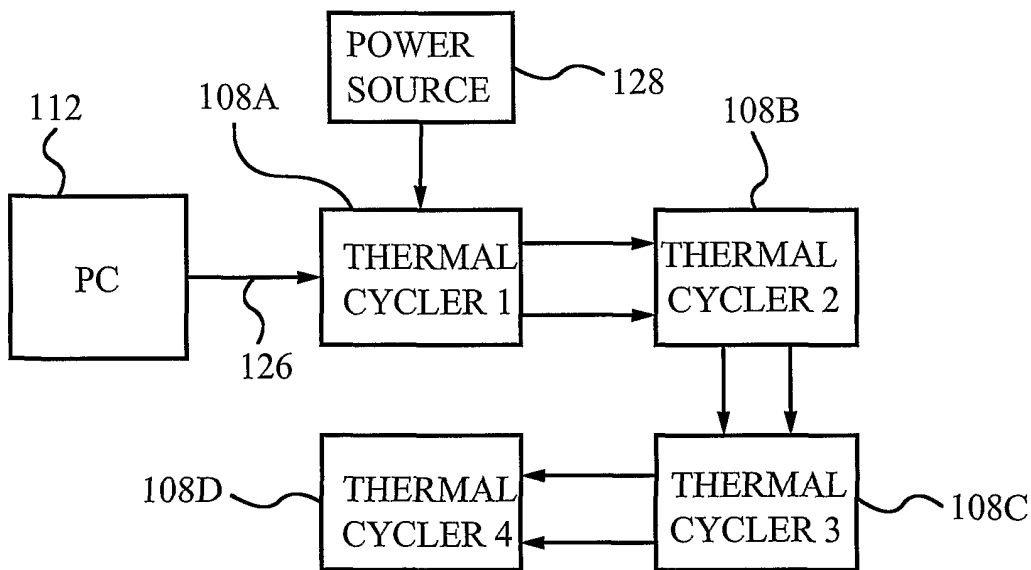 POWER
SOURCE
128
108A
112
108B
PC
THERMAL
CYCLER 1
THERMAL
CYCLER 2
126
108D
THERMAL
CYCLER 4
THERMAL
CYCLER 3
108C